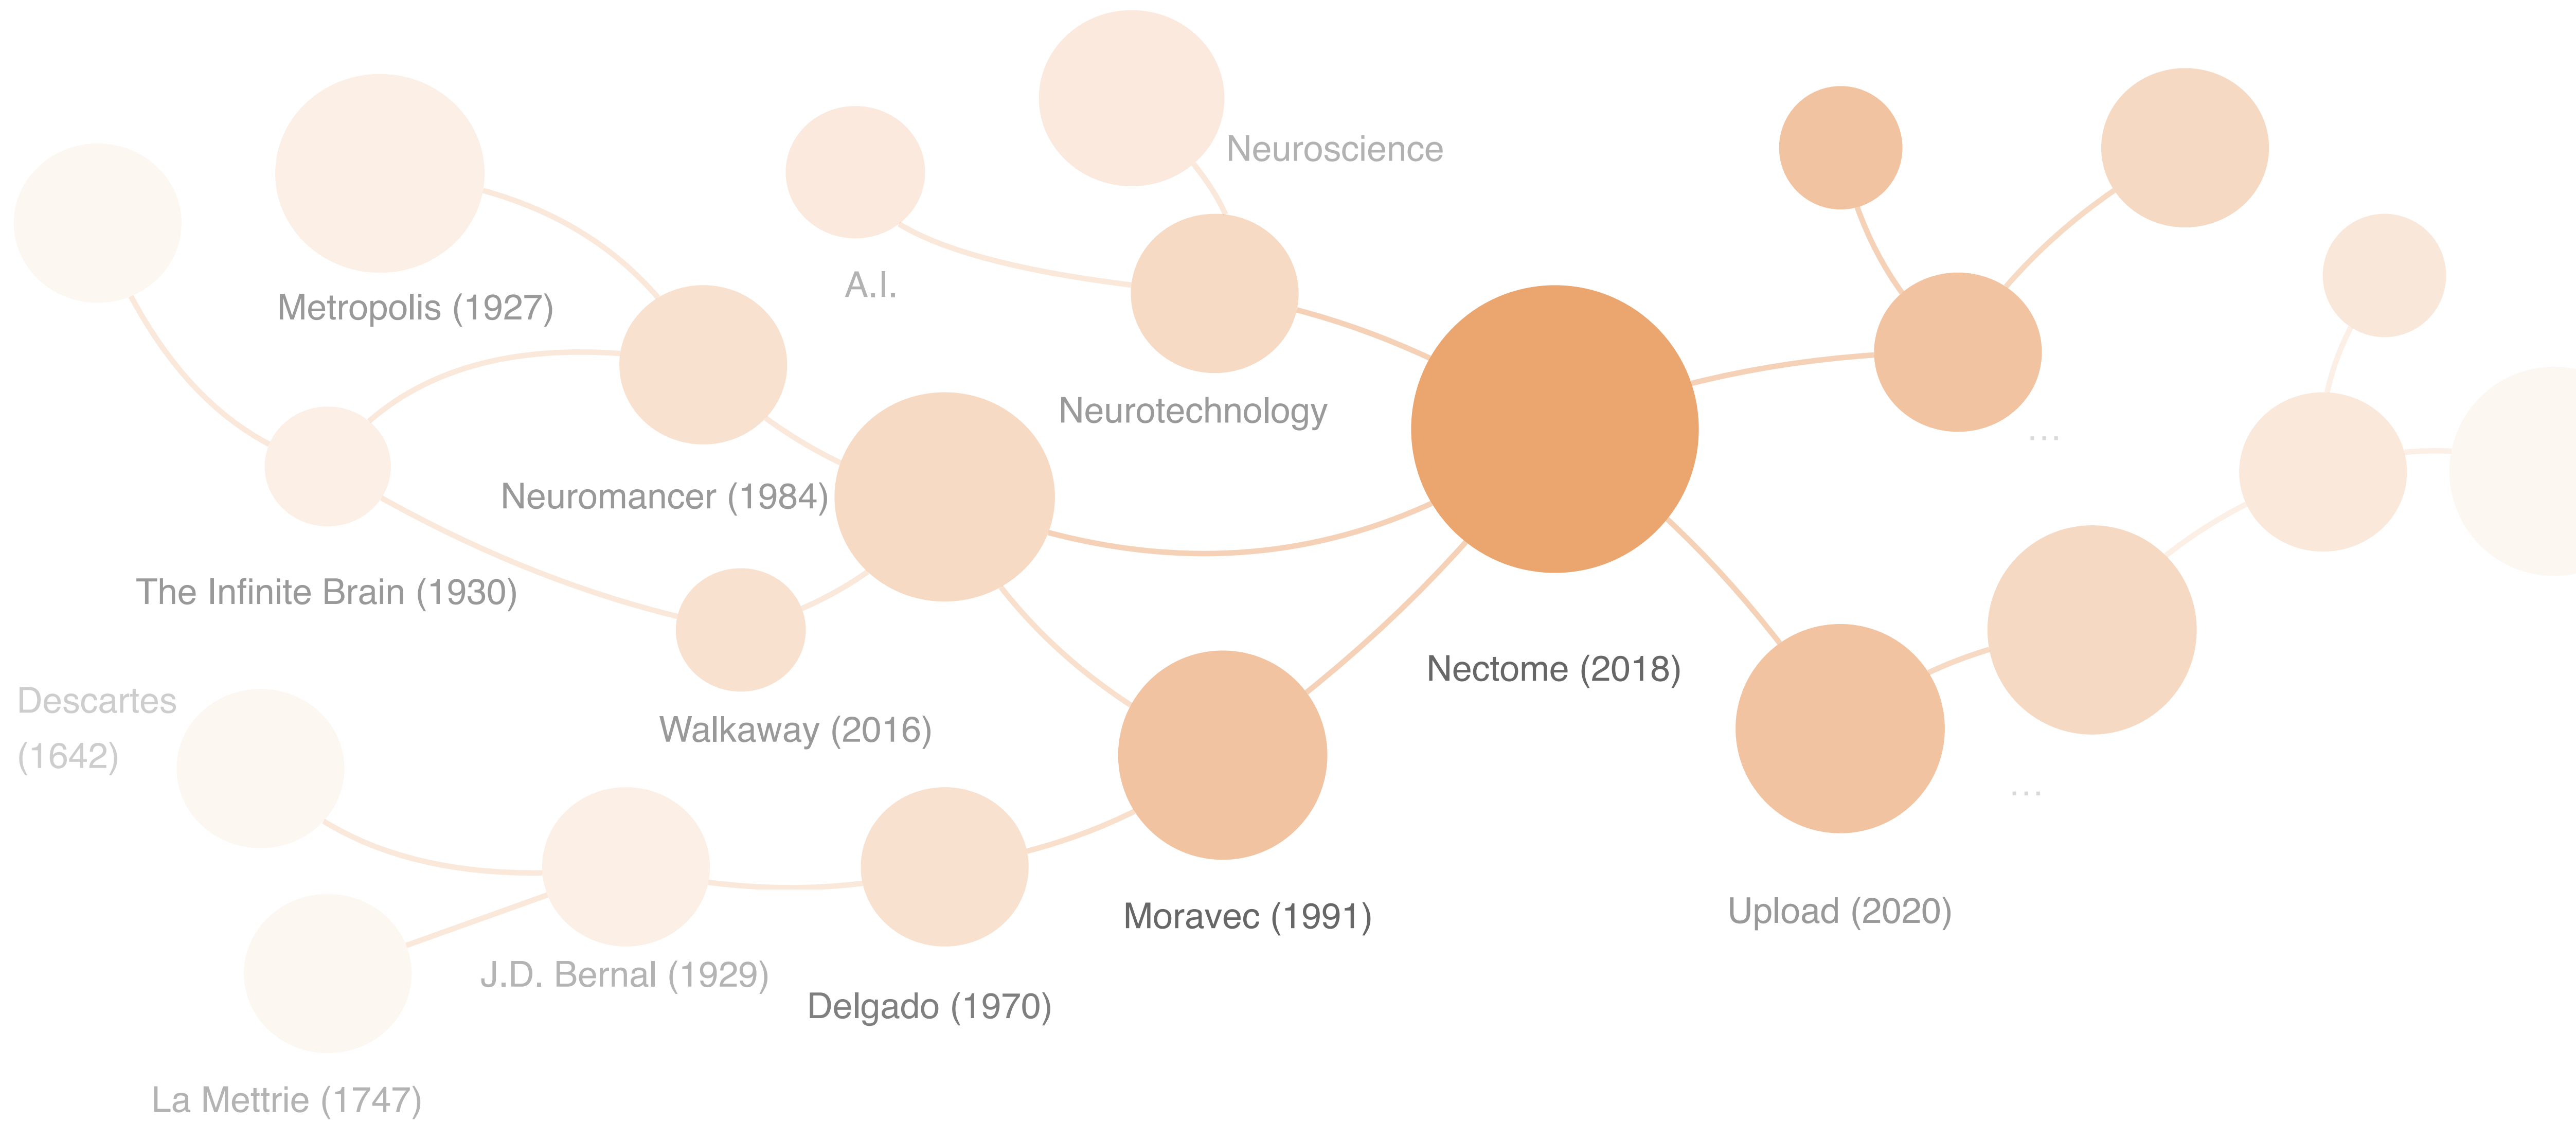 Neuroscience
A.I.
Metropolis (1927)
Neurotechnology
...
Neuromancer (1984)
The Infinite Brain (1930)
Nectome (2018)
Descartes
(1642)
Walkaway (2016)
...
Upload (2020)
Moravec (1991)
J.D. Bernal (1929)
Delgado (1970)
La Mettrie (1747)